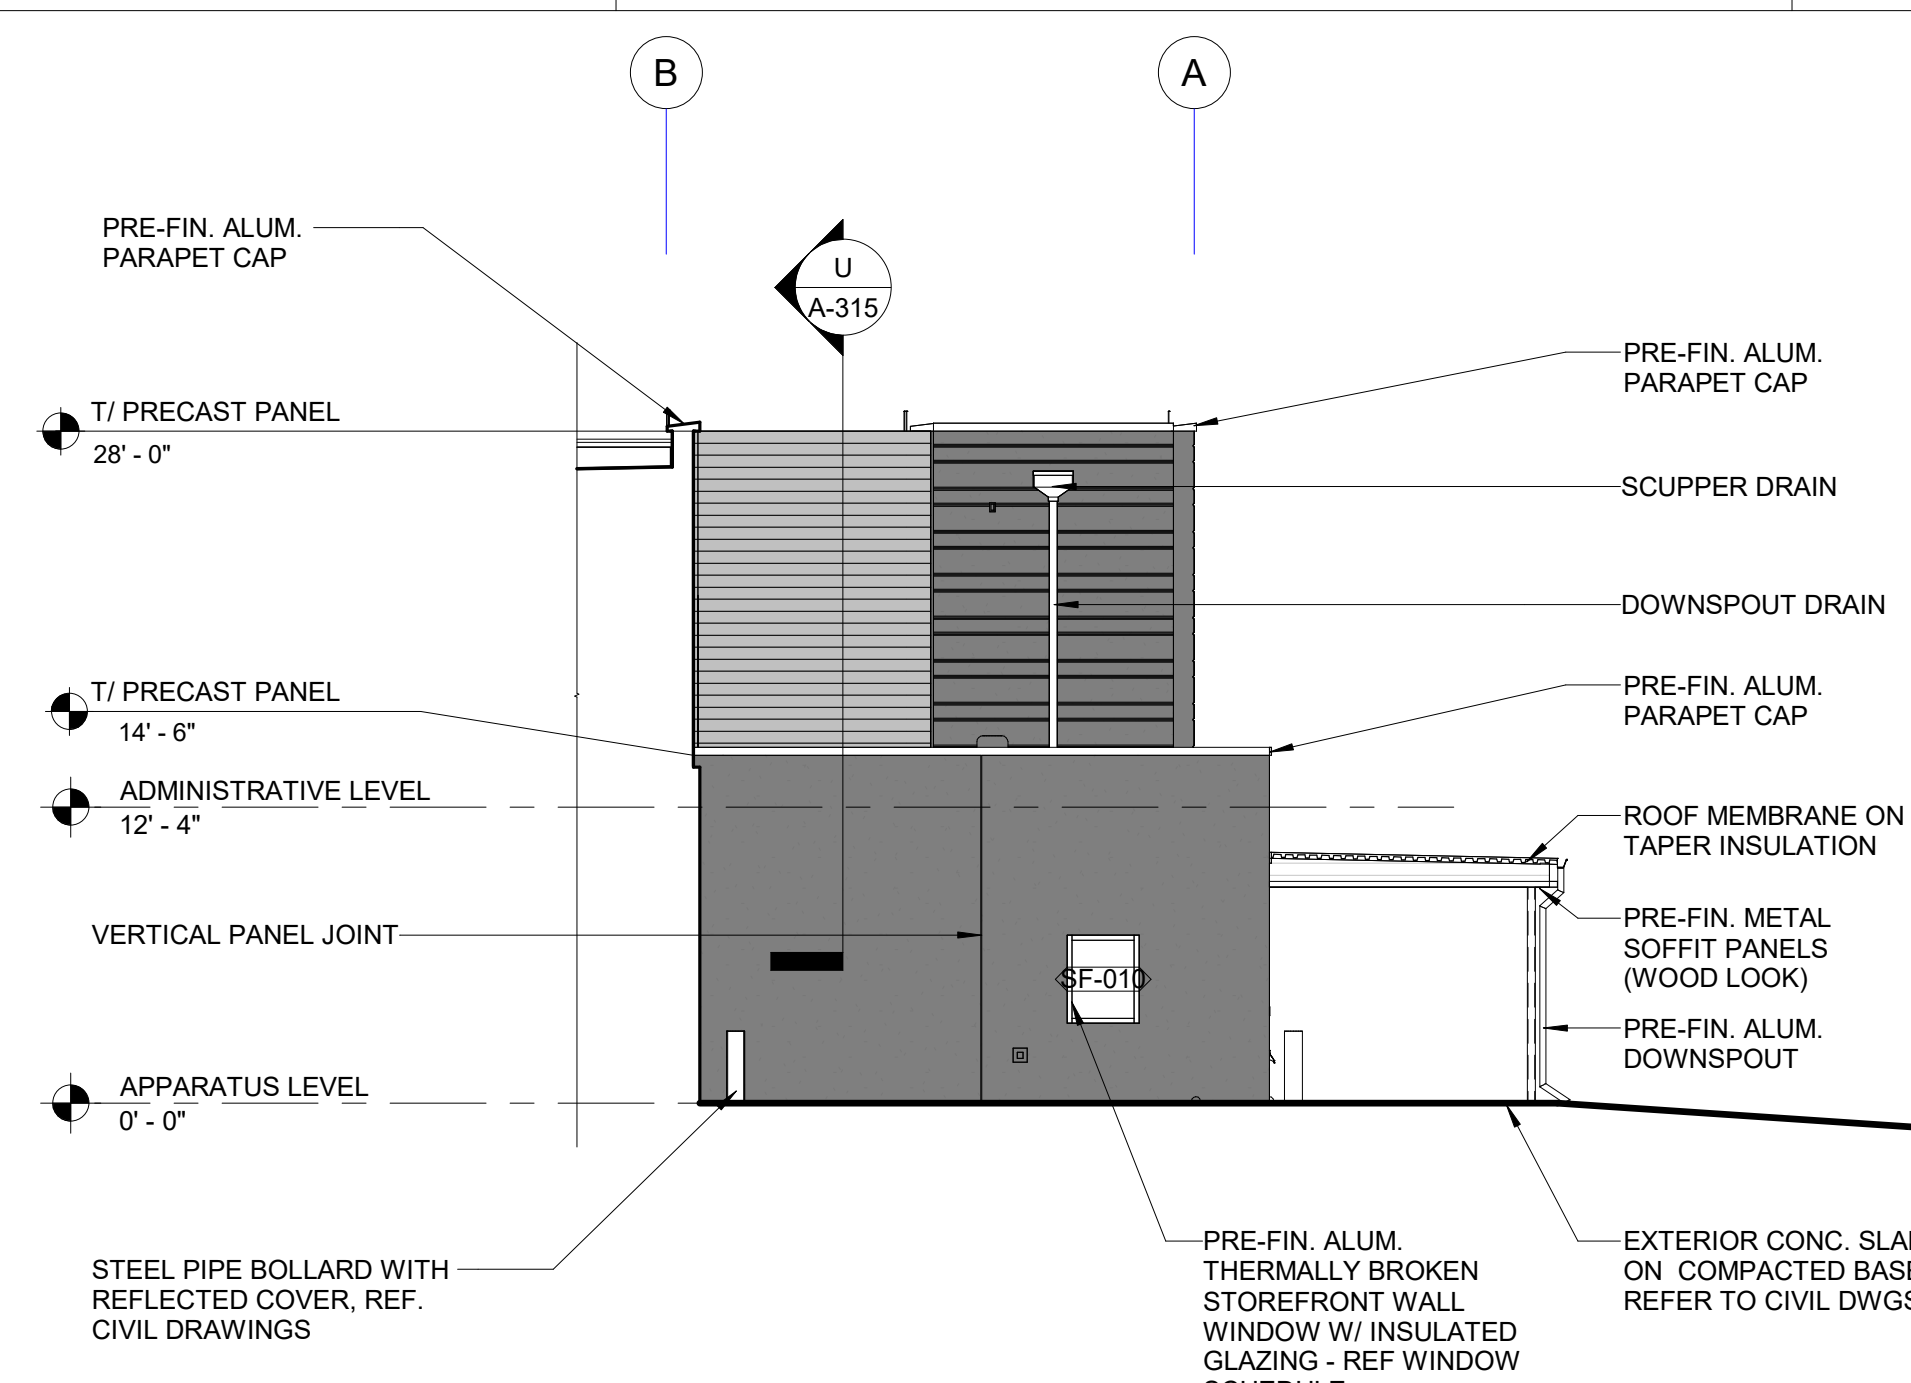 B
A
PRE-FIN. ALUM.
PARAPET CAP
U
A-315
PRE-FIN. ALUM.
PARAPET CAP
T/ PRECAST PANEL
28' - 0"
SCUPPER DRAIN
DOWNSPOUT DRAIN
T/ PRECAST PANEL
14' - 6"
PRE-FIN. ALUM.
PARAPET CAP
ADMINISTRATIVE LEVEL
12' - 4"
ROOF MEMBRANE ON
TAPER INSULATION
VERTICAL PANEL JOINT
PRE-FIN. METAL
SOFFIT PANELS
(WOOD LOOK)
SF-010
PRE-FIN. ALUM.
DOWNSPOUT
APPARATUS LEVEL
0' - 0"
STEEL PIPE BOLLARD WITH
REFLECTED COVER, REF.
CIVIL DRAWINGS
PRE-FIN. ALUM.
THERMALLY BROKEN
STOREFRONT WALL
WINDOW W/ INSULATED
GLAZING - REF WINDOW
EXTERIOR CONC.
ON COMPACTED
REFER TO CIVIL